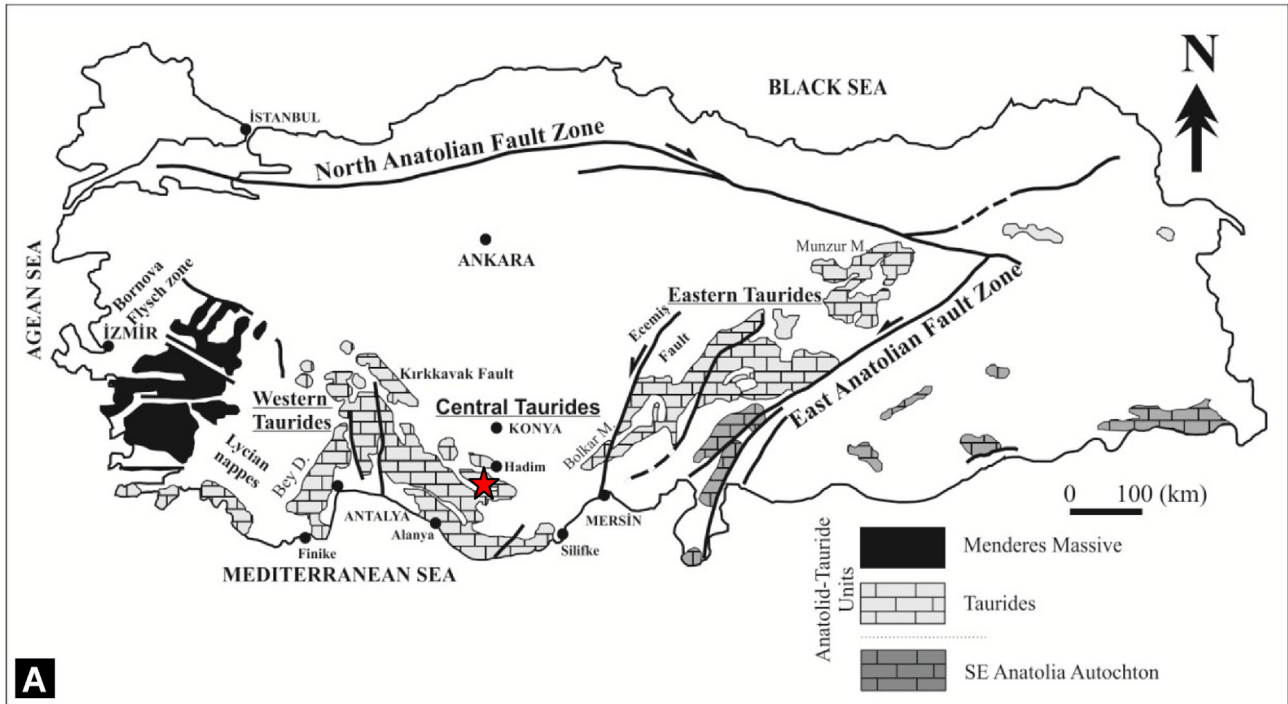 BLACK SEA
N
İSTANBUL
North Anatolian Fault Zone
ANKARA
Munzur M.
AGEAN SEA
Bornova
Flysch zone
İZMİR
Eastern Taurides
Ecemiş
Fault
East Anatolian Fault Zone
Kırkkavak Fault
Western
Taurides
Central Taurides
KONYA
Lycian
nappes
Bey D.
Bolkar M.
Hadim
ANTALYA
Alanya
MERSİN
Silifke
Finike
MEDITERRANEAN SEA
0 100 (km)
Anatolid-Tauride
Units
Menderes Massive
Taurides
SE Anatolia Autochton
A